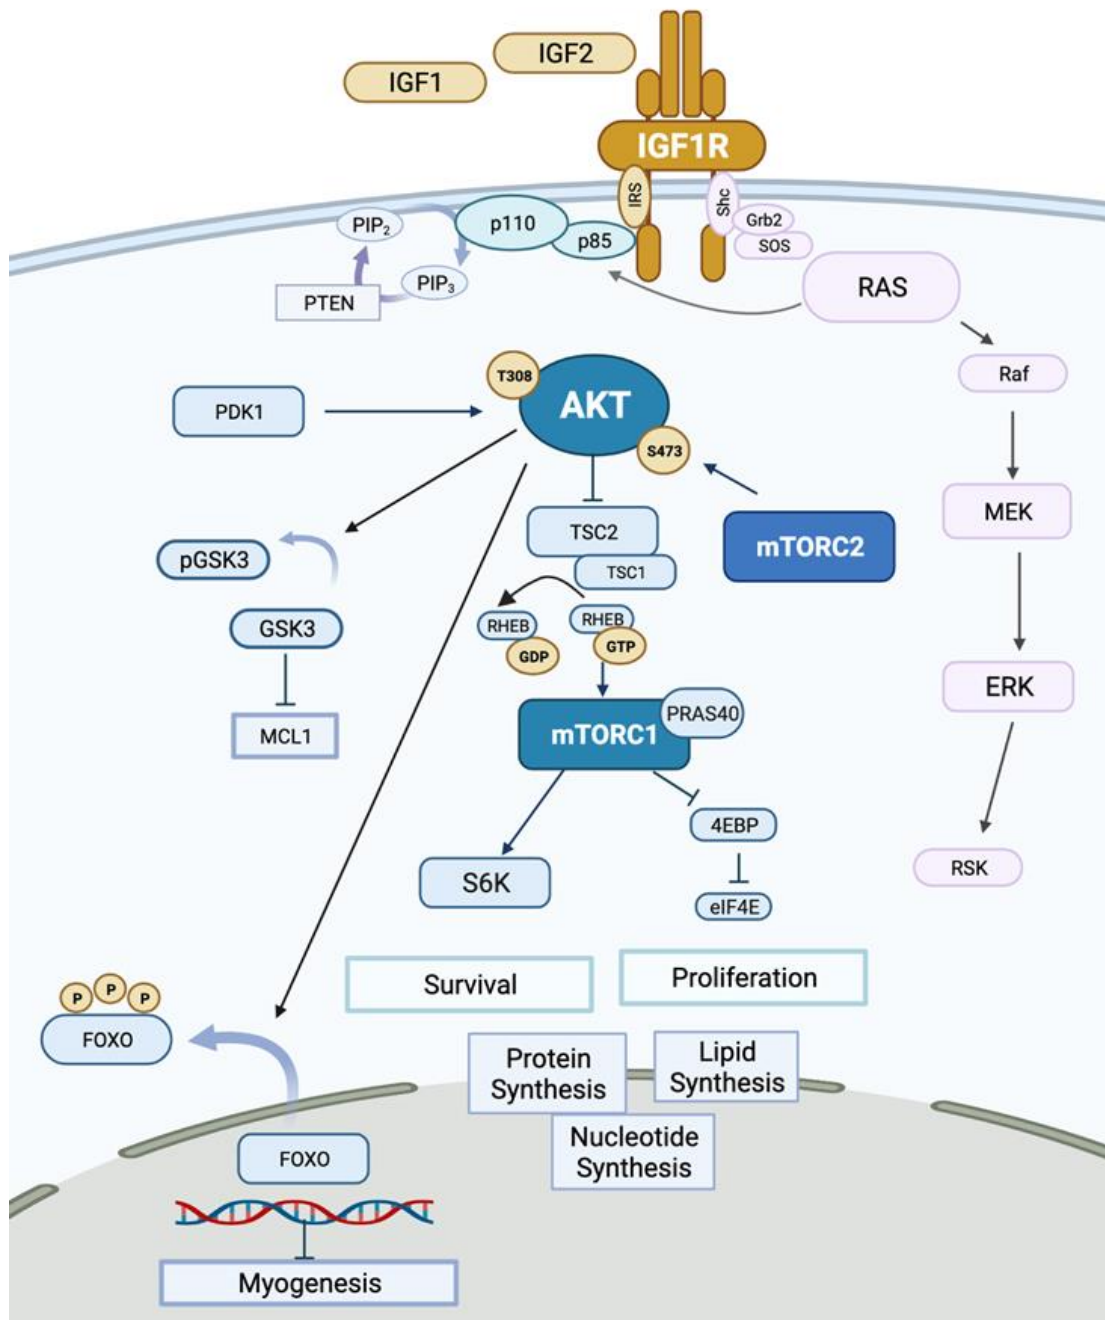 IGF2
IGF1
IGF1R
IRS
Shc
Grb2
SOS
PIP2
p110
p85
PIP3
PTEN
RAS
Raf
T308
AKT
PDK1
S473
MEK
TSC2
mTORC2
TSC1
pGSK3
GSK3
RHEB
GDP
RHEB
GTP
ERK
PRAS40
mTORC1
MCL1
4EBP
RSK
S6K
eIF4E
Survival
Proliferation
P
P
P
FOXO
Protein
Synthesis
Lipid
Synthesis
Nucleotide
Synthesis
FOXO
Myogenesis